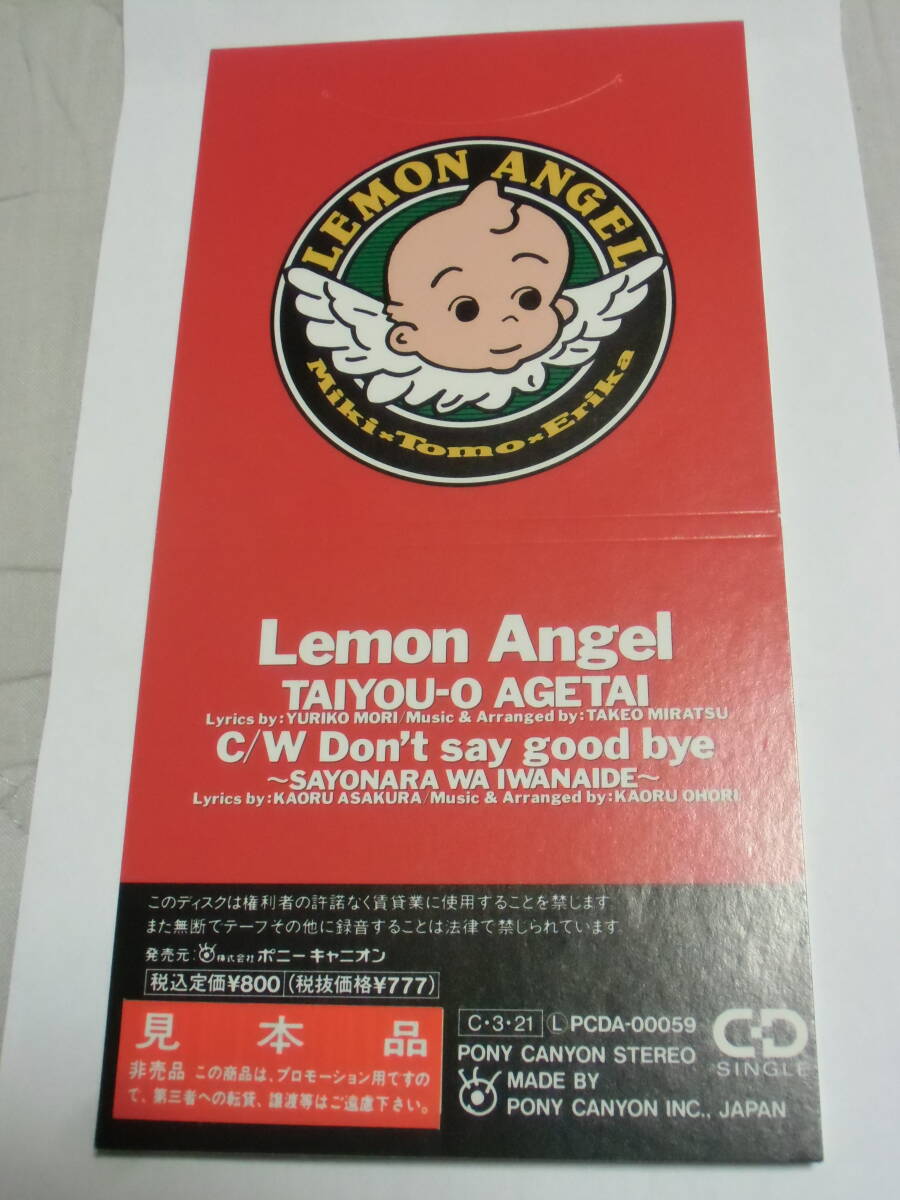 LEMON ANGEL
Miki×Tomo×Erika
Lemon Angel
TAIYOU-O AGETAI
Lyrics by:YURIKO MORI/Music & Arranged by:TAKEO MIRATSU
C/W Don't say good bye
〜SAYONARA WA IWANAIDE〜
Lyrics by:KAORU ASAKURA/Music & Arranged by:KAORU OHORI
このディスクは権利者の許諾なく賃貸業に使用することを禁じます
また無断でテープその他に録音することは法律で禁じられています
発売元:株式会社ポニーキャニオン
税込定価¥800 (税抜価格¥777)
見本品
非売品 この商品は、プロモーション用ですの
で、第三者への転貸、譲渡等はご遠慮下さい。
C・3・21 Ⓛ PCDA-00059
PONY CANYON STEREO
MADE BY
PONY CANYON INC., JAPAN
CD
SINGLE